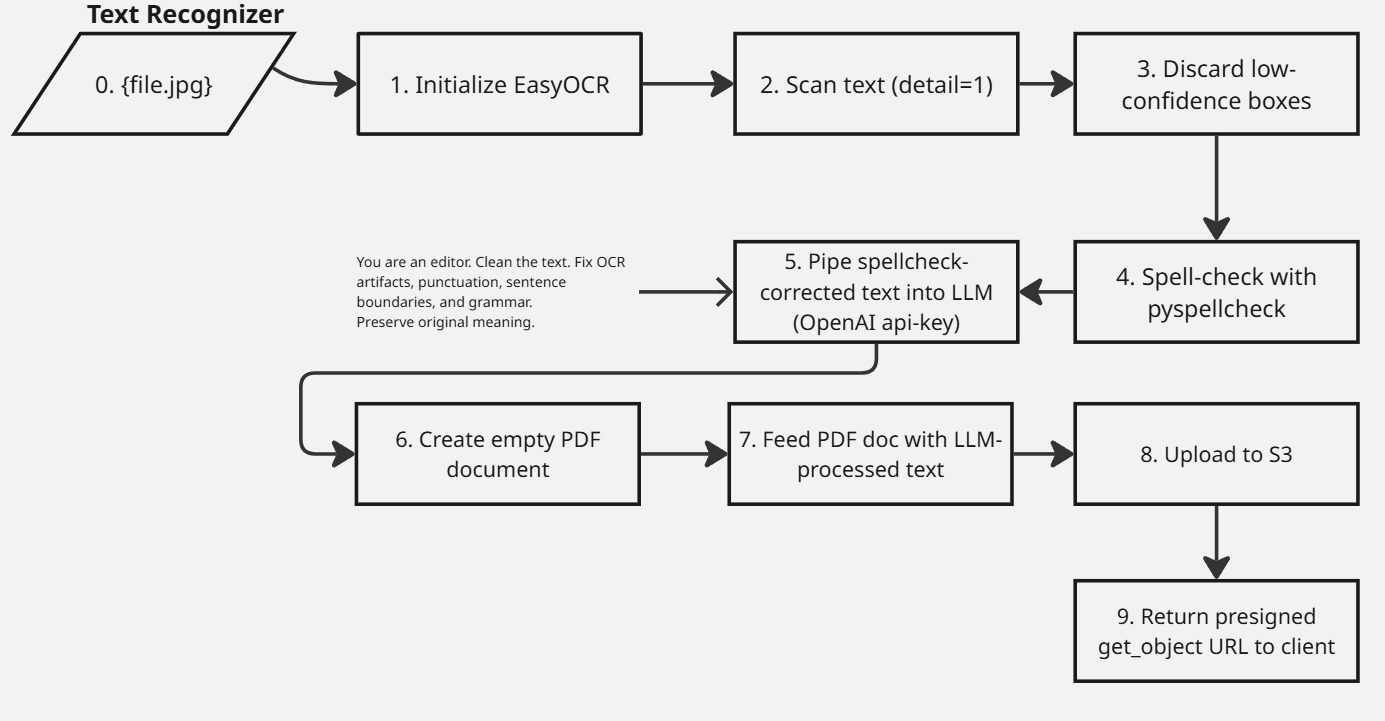 Text Recognizer
0. {file.jpg}
1. Initialize EasyOCR
2. Scan text (detail=1)
3. Discard low-
confidence boxes
4. Spell-check with
pyspellcheck
5. Pipe spellcheck-
corrected text into LLM
(OpenAI api-key)
You are an editor. Clean the text. Fix OCR
artifacts, punctuation, sentence
boundaries, and grammar.
Preserve original meaning.
6. Create empty PDF
document
7. Feed PDF doc with LLM-
processed text
8. Upload to S3
9. Return presigned
get_object URL to client